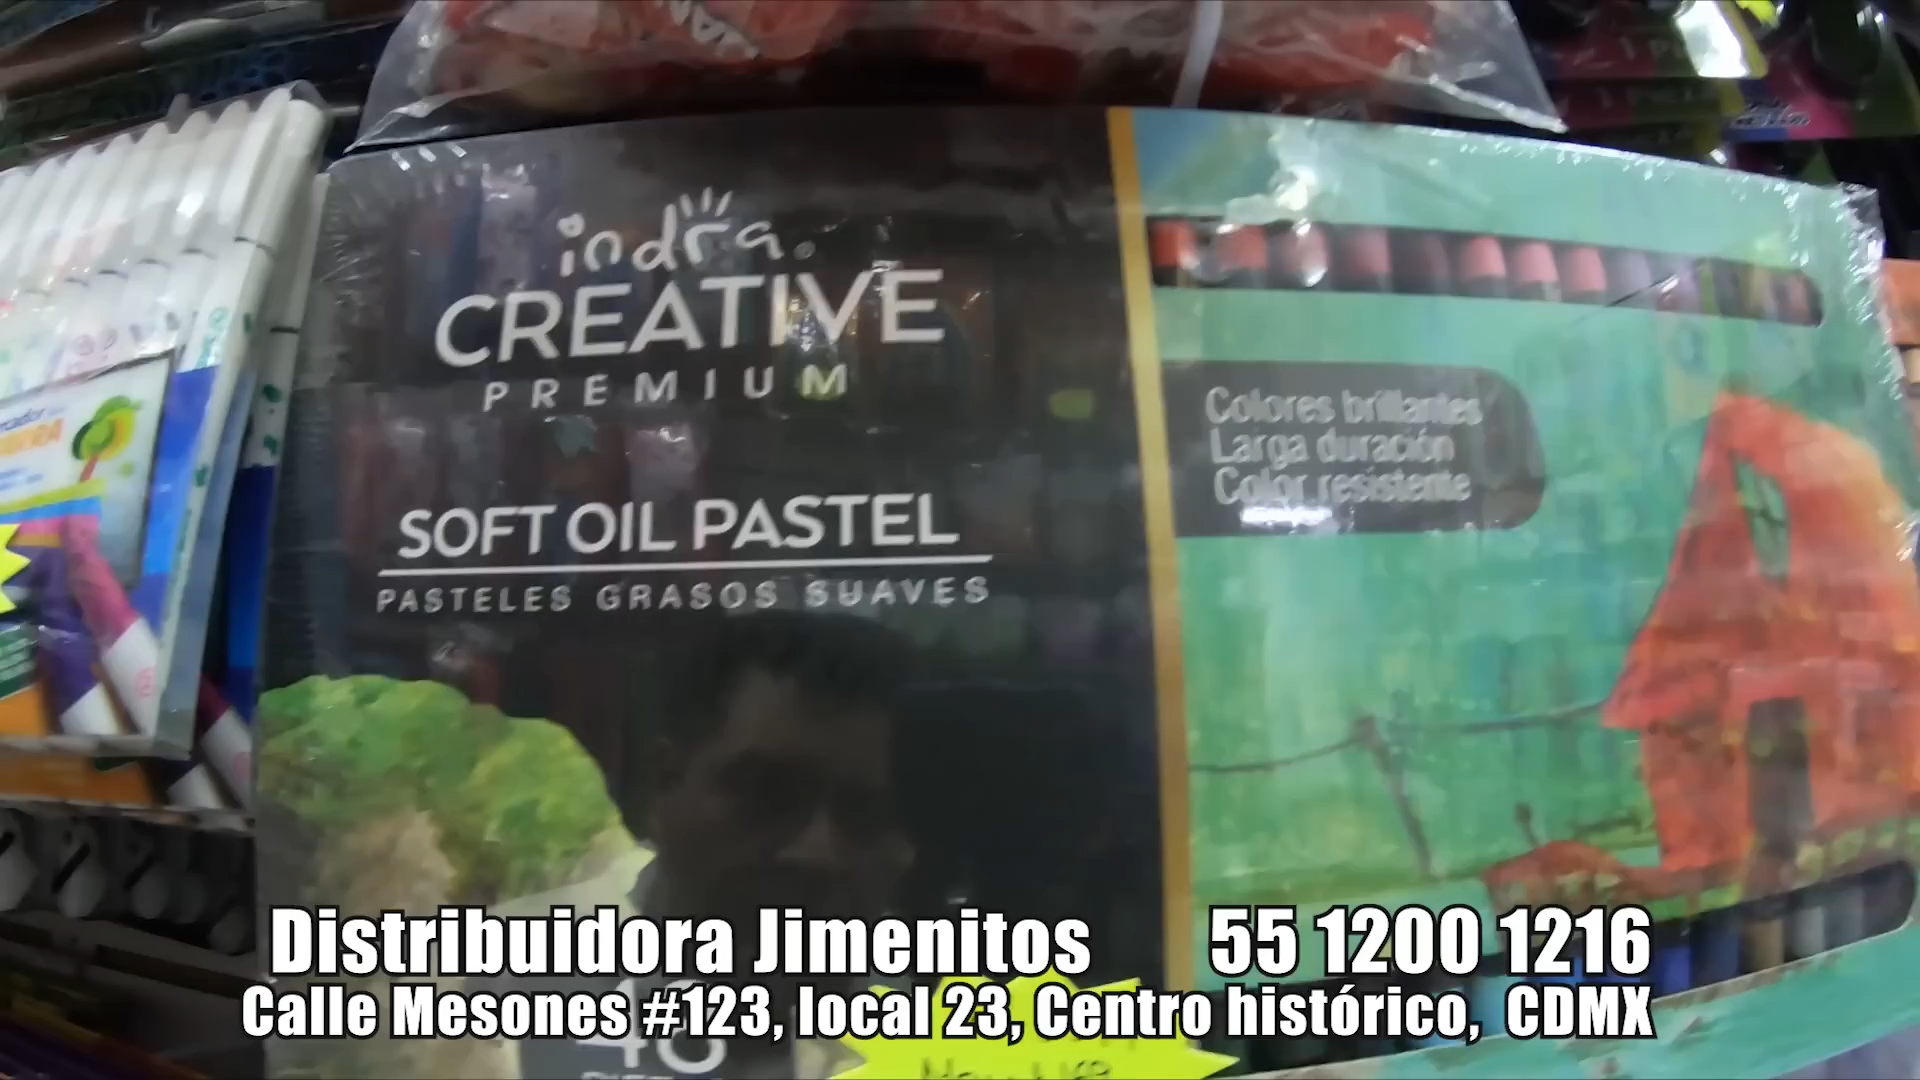 indra.
CREATIVE
PREMIUM
SOFT OIL PASTEL
PASTELES GRASOS SUAVES
Colores brillantes
Larga duración
Color resistente
Distribuidora Jimenitos 55 1200 1216
Calle Mesones #123, local 23, Centro histórico, CDMX